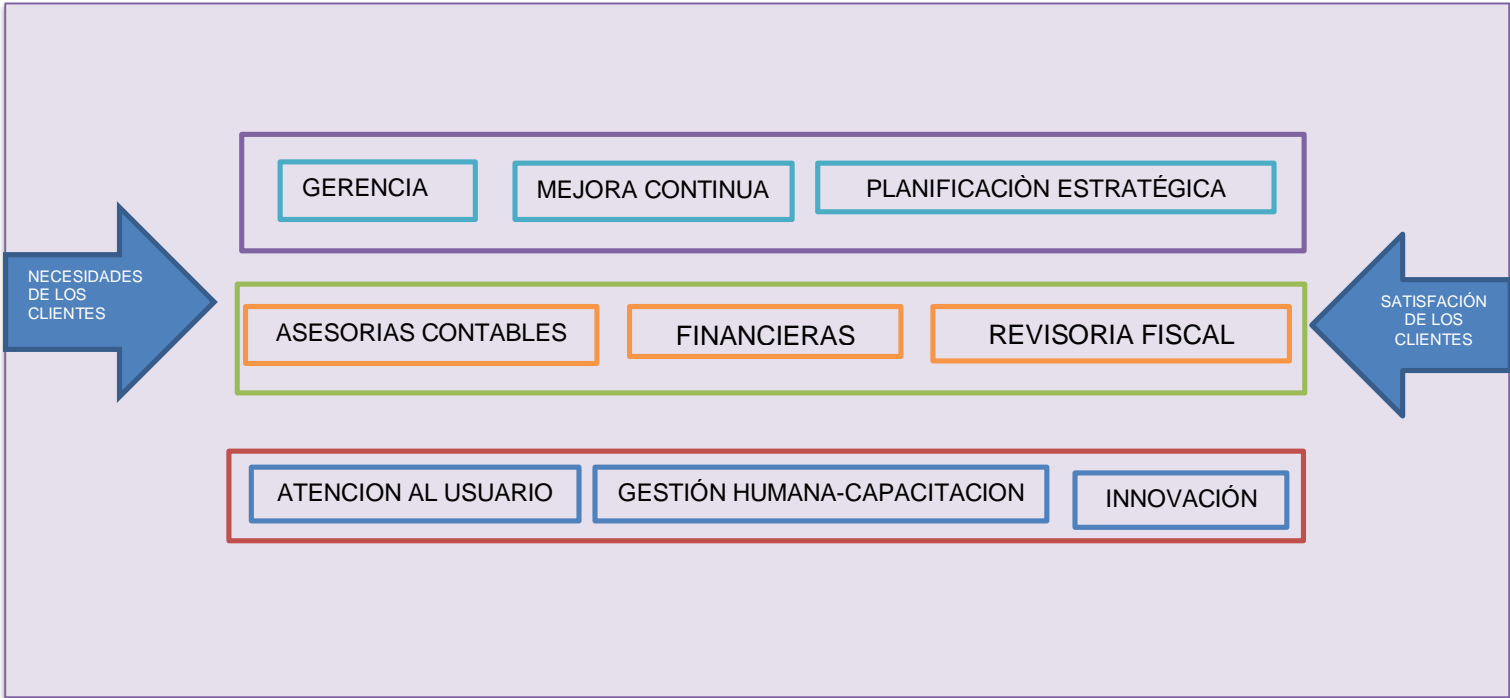 GERENCIA
MEJORA CONTINUA
PLANIFICACIÒN ESTRATÉGICA
NECESIDADES
DE LOS
CLIENTES
ASESORIAS CONTABLES
FINANCIERAS
REVISORIA FISCAL
SATISFACIÓN
DE LOS
CLIENTES
ATENCION AL USUARIO
GESTIÓN HUMANA-CAPACITACION
INNOVACIÓN